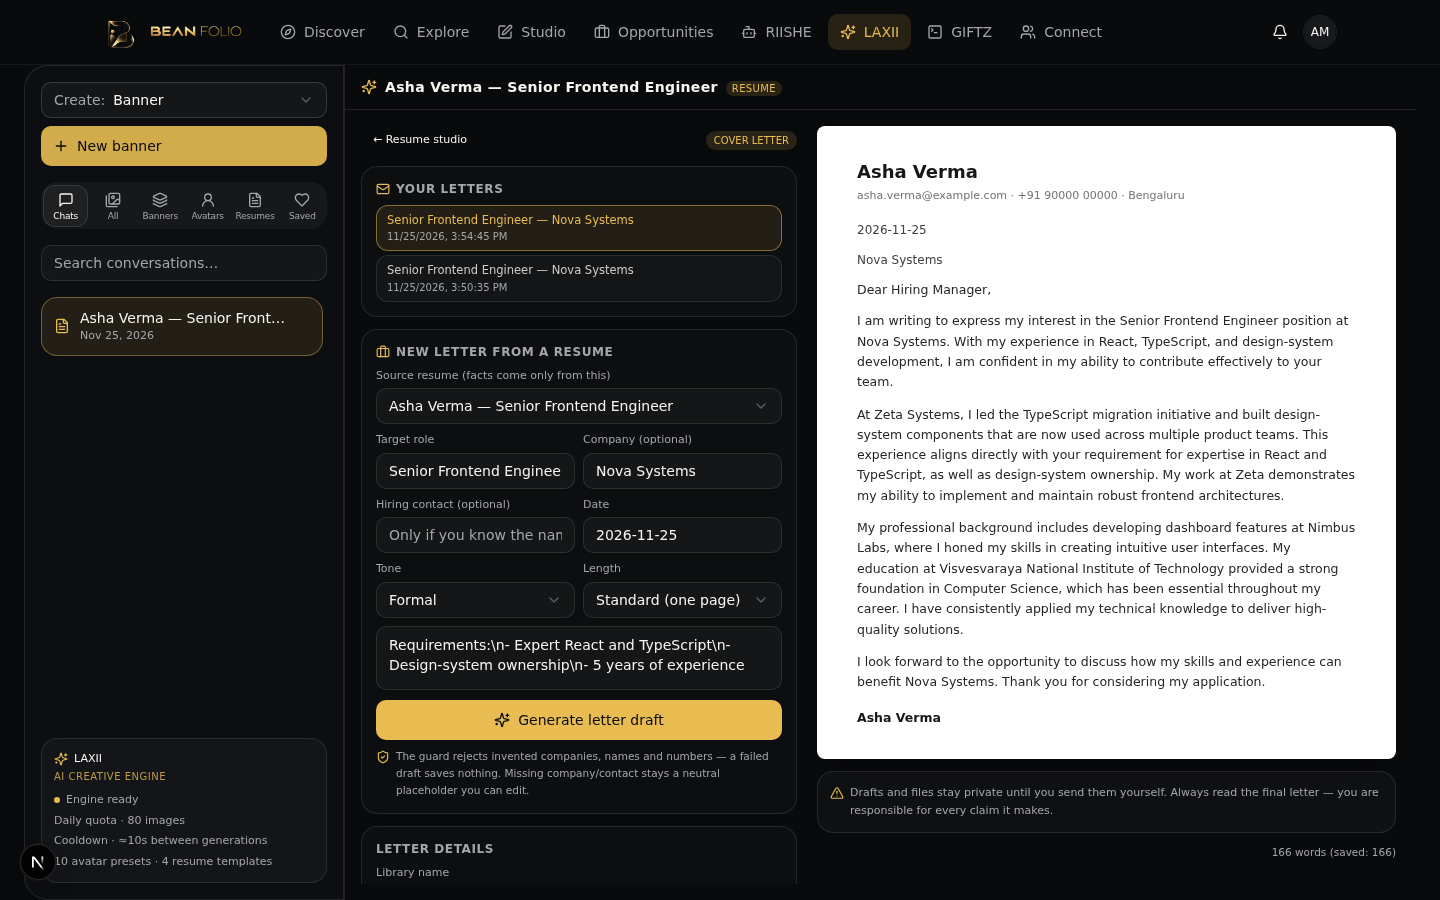 BEAN FOLIO
Discover
Explore
Studio
Opportunities
RIISHE
LAXII
GIFTZ
Connect
AM
Create: Banner
New banner
Chats
All
Banners
Avatars
Resumes
Saved
Search conversations...
Asha Verma — Senior Front...
Nov 25, 2026
LAXII
AI CREATIVE ENGINE
Engine ready
Daily quota · 80 images
Cooldown · ≈10s between generations
10 avatar presets · 4 resume templates
N
Asha Verma — Senior Frontend Engineer
RESUME
← Resume studio
COVER LETTER
YOUR LETTERS
Senior Frontend Engineer — Nova Systems
11/25/2026, 3:54:45 PM
Senior Frontend Engineer — Nova Systems
11/25/2026, 3:50:35 PM
NEW LETTER FROM A RESUME
Source resume (facts come only from this)
Asha Verma — Senior Frontend Engineer
Target role
Company (optional)
Senior Frontend Enginee
Nova Systems
Hiring contact (optional)
Date
Only if you know the nan
2026-11-25
Tone
Length
Formal
Standard (one page)
Requirements:\n- Expert React and TypeScript\n-
Design-system ownership\n- 5 years of experience
Generate letter draft
The guard rejects invented companies, names and numbers — a failed
draft saves nothing. Missing company/contact stays a neutral
placeholder you can edit.
LETTER DETAILS
Library name
Asha Verma
asha.verma@example.com · +91 90000 00000 · Bengaluru
2026-11-25
Nova Systems
Dear Hiring Manager,
I am writing to express my interest in the Senior Frontend Engineer position at
Nova Systems. With my experience in React, TypeScript, and design-system
development, I am confident in my ability to contribute effectively to your
team.
At Zeta Systems, I led the TypeScript migration initiative and built design-
system components that are now used across multiple product teams. This
experience aligns directly with your requirement for expertise in React and
TypeScript, as well as design-system ownership. My work at Zeta demonstrates
my ability to implement and maintain robust frontend architectures.
My professional background includes developing dashboard features at Nimbus
Labs, where I honed my skills in creating intuitive user interfaces. My
education at Visvesvaraya National Institute of Technology provided a strong
foundation in Computer Science, which has been essential throughout my
career. I have consistently applied my technical knowledge to deliver high-
quality solutions.
I look forward to the opportunity to discuss how my skills and experience can
benefit Nova Systems. Thank you for considering my application.
Asha Verma
Drafts and files stay private until you send them yourself. Always read the final letter — you are
responsible for every claim it makes.
166 words (saved: 166)